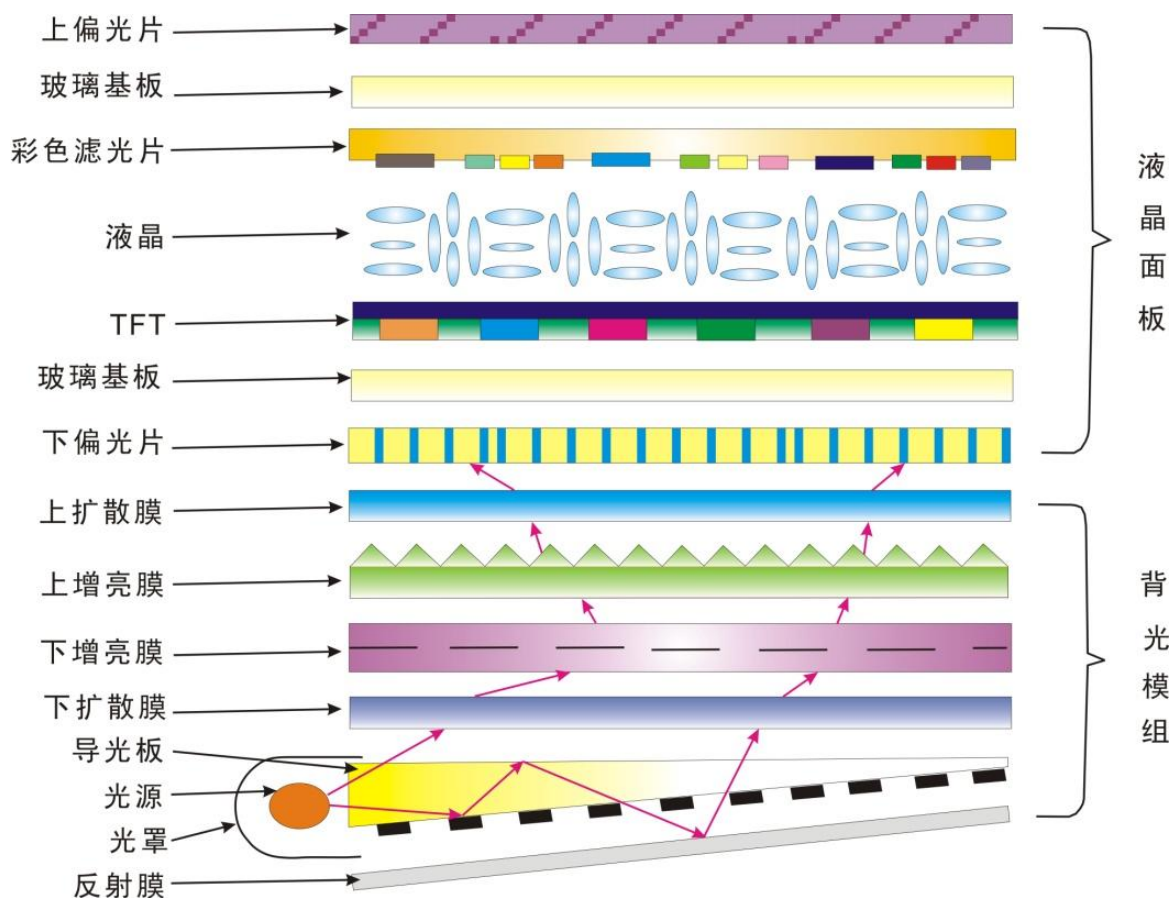 上偏光片
玻璃基板
彩色滤光片
液晶
TFT
玻璃基板
下偏光片
上扩散膜
上增亮膜
下增亮膜
下扩散膜
导光板
光源
光罩
反射膜
液晶面板
背光模组